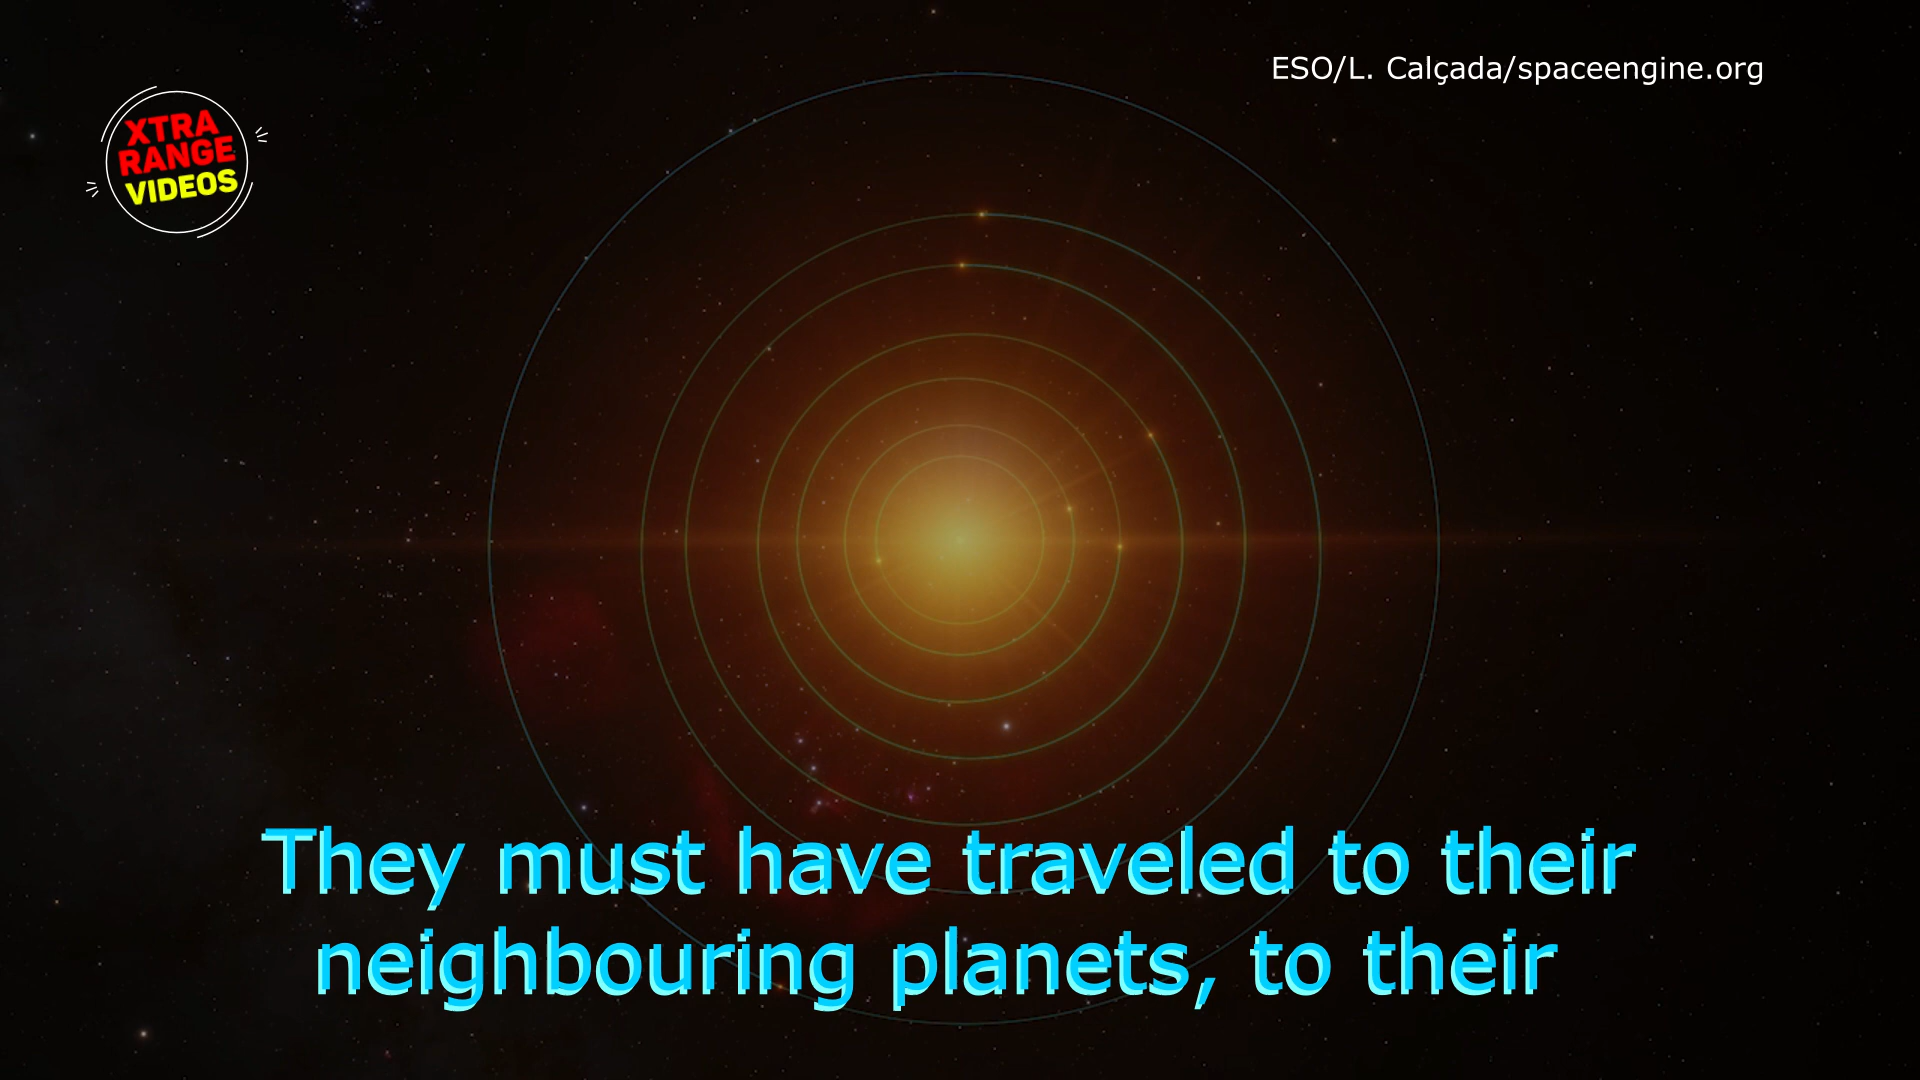 ESO/L. Calçada/spaceengine.org
XTRA
RANGE
VIDEOS
They must have traveled to their
neighbouring planets, to their